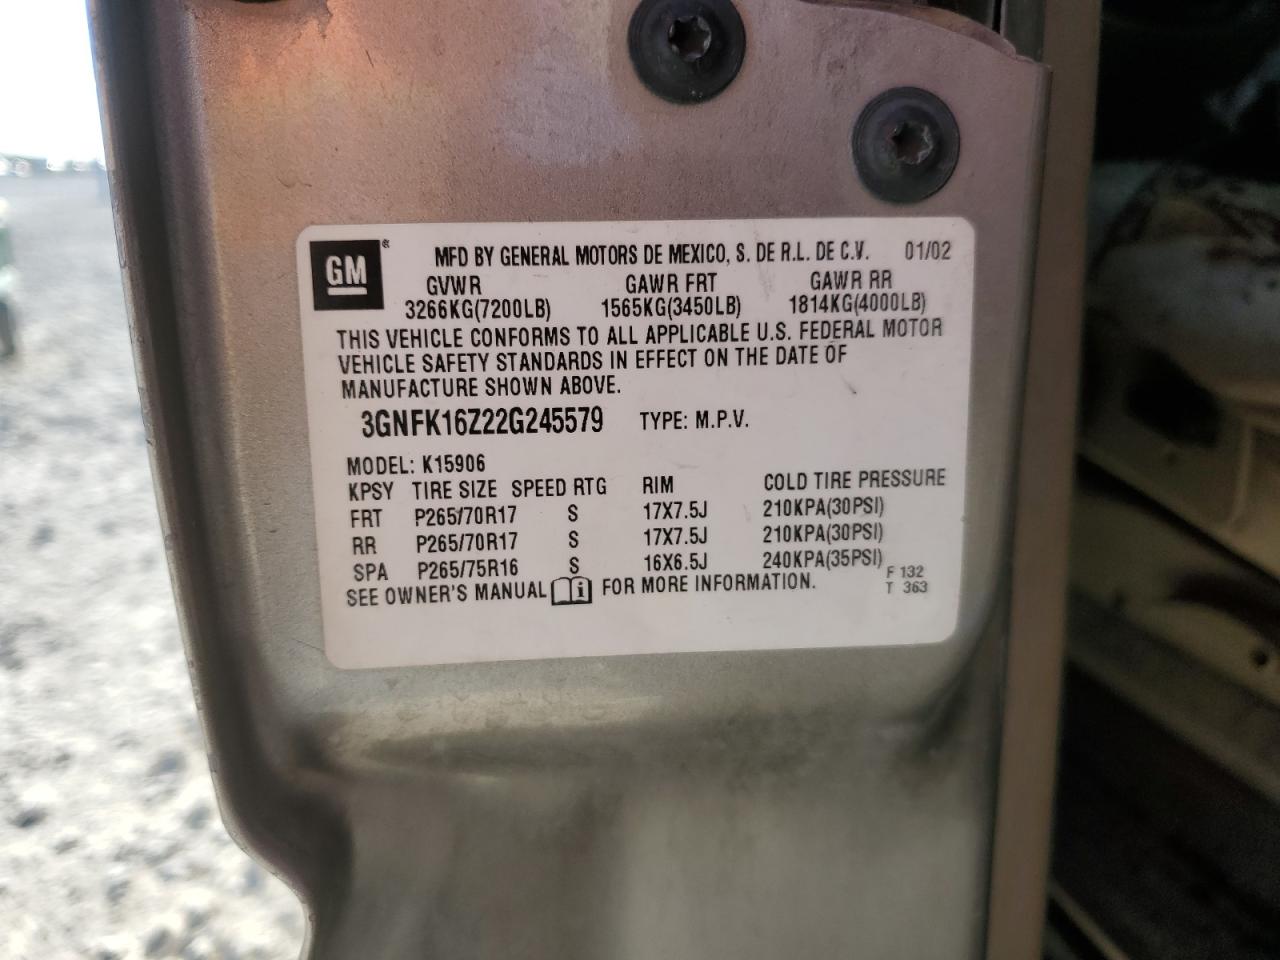 GM® MFD BY GENERAL MOTORS DE MEXICO, S. DE R.L. DE C.V. 01/02
GVWR GAWR FRT GAWR RR
3266KG(7200LB) 1565KG(3450LB) 1814KG(4000LB)
THIS VEHICLE CONFORMS TO ALL APPLICABLE U.S. FEDERAL MOTOR
VEHICLE SAFETY STANDARDS IN EFFECT ON THE DATE OF
MANUFACTURE SHOWN ABOVE.
3GNFK16Z22G245579 TYPE: M.P.V.
MODEL: K15906
KPSY TIRE SIZE SPEED RTG RIM COLD TIRE PRESSURE
FRT P265/70R17 S 17X7.5J 210KPA(30PSI)
RR P265/70R17 S 17X7.5J 210KPA(30PSI)
SPA P265/75R16 S 16X6.5J 240KPA(35PSI) F 132
SEE OWNER'S MANUAL i FOR MORE INFORMATION. T 363